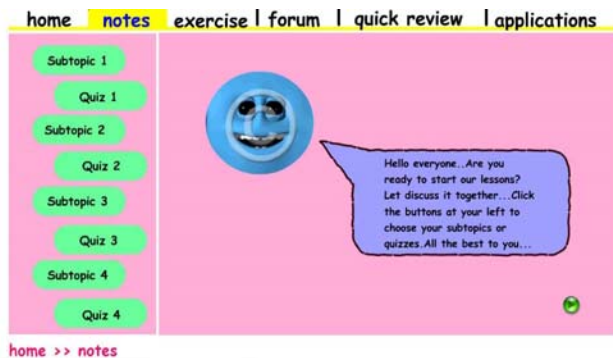 home notes exercise | forum | quick review | applications
Subtopic 1
Quiz 1
Subtopic 2
Quiz 2
Subtopic 3
Quiz 3
Subtopic 4
Quiz 4
Hello everyone..Are you
ready to start our lessons?
Let discuss it together...Click
the buttons at your left to
choose your subtopics or
quizzes.All the best to you...
home >> notes